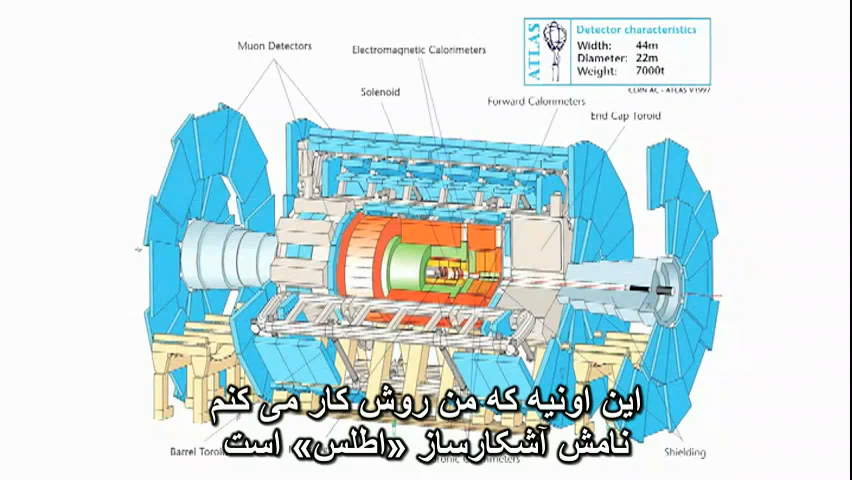 ATLAS
Detector characteristics
Width: 44m
Diameter: 22m
Weight: 7000t
CERN AC - ATLAS V1997
Muon Detectors
Electromagnetic Calorimeters
Solenoid
Forward Calorimeters
End Cap Toroid
این اونیه که من روش کار می کنم
نامش آشکارساز «اطلس» است
Barrel Toroid
Calorimeters
Shielding